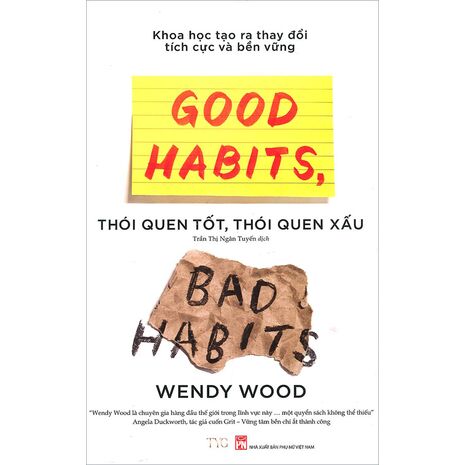 Khoa học tạo ra thay đổi
tích cực và bền vững
GOOD
HABITS,
THÓI QUEN TỐT, THÓI QUEN XẤU
Trần Thị Ngân Tuyến dịch
BAD
HABITS
WENDY WOOD
“Wendy Wood là chuyên gia hàng đầu thế giới trong lĩnh vực này ... một quyển sách không thể thiếu”
Angela Duckworth, tác giả cuốn Grit – Vững tâm bền chí ắt thành công
TVG PN NHÀ XUẤT BẢN PHỤ NỮ VIỆT NAM